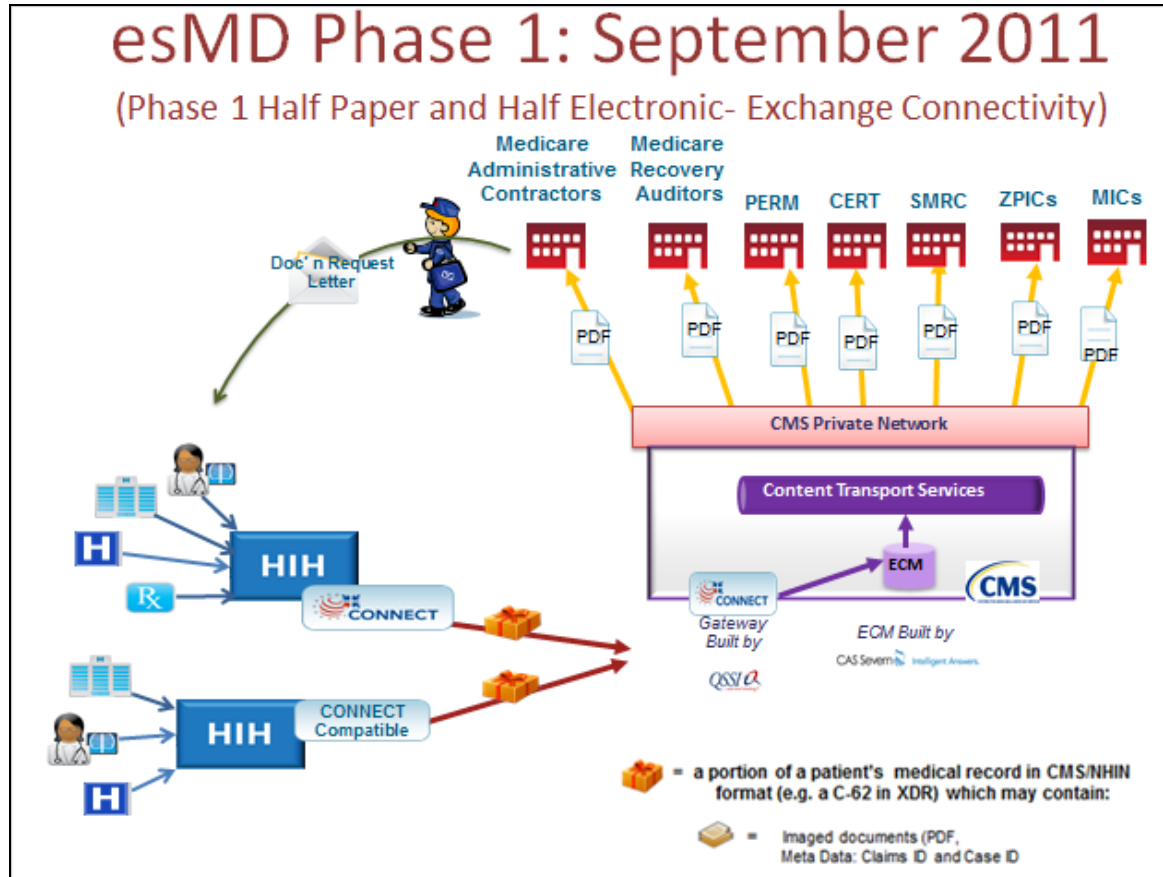 esMD Phase 1: September 2011
(Phase 1 Half Paper and Half Electronic- Exchange Connectivity)
Medicare
Administrative
Contractors
Medicare
Recovery
Auditors
PERM
CERT
SMRC
ZPICs
MICs
Doc' n Request
Letter
PDF
PDF
PDF
PDF
PDF
PDF
PDF
CMS Private Network
Content Transport Services
ECM
CMS
CONNECT
Gateway
Built by
QSSI
ECM Built by
CAS Severn Intelligent Answers.
H
Rx
HIH
CONNECT
H
HIH
CONNECT
Compatible
= a portion of a patient's medical record in CMS/NHIN
format (e.g. a C-62 in XDR) which may contain:
= Imaged documents (PDF,
Meta Data: Claims ID and Case ID